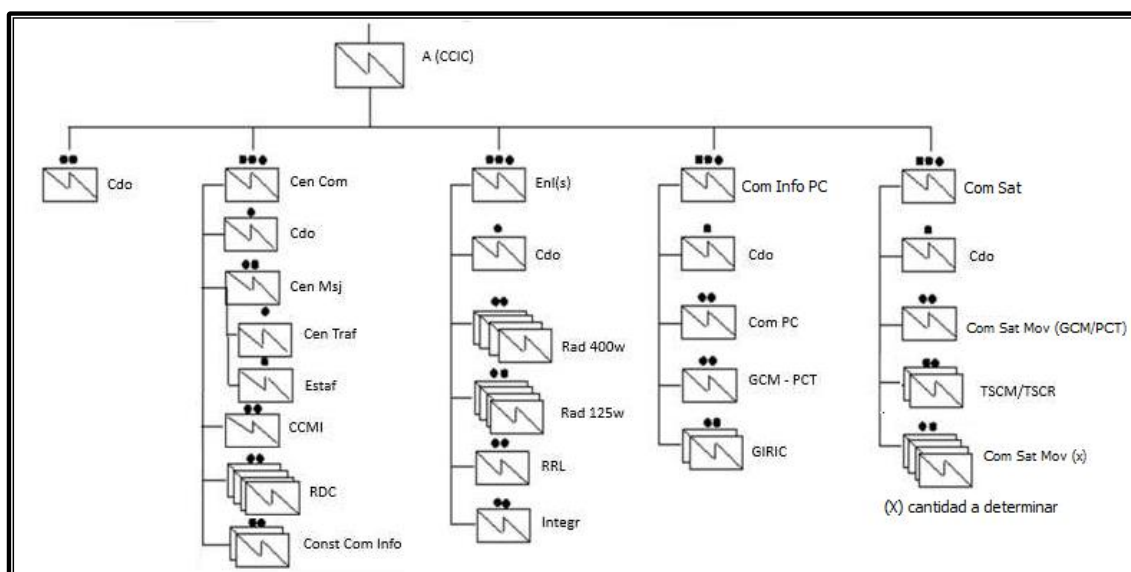 A (CCIC)
Cdo
Cen Com
Cdo
Cen Msj
Cen Traf
Estaf
CCMI
RDC
Const Com Info
Enl(s)
Cdo
Rad 400w
Rad 125w
RRL
Integr
Com Info PC
Cdo
Com PC
GCM - PCT
GIRIC
Com Sat
Cdo
Com Sat Mov (GCM/PCT)
TSCM/TSCR
Com Sat Mov (x)
(X) cantidad a determinar